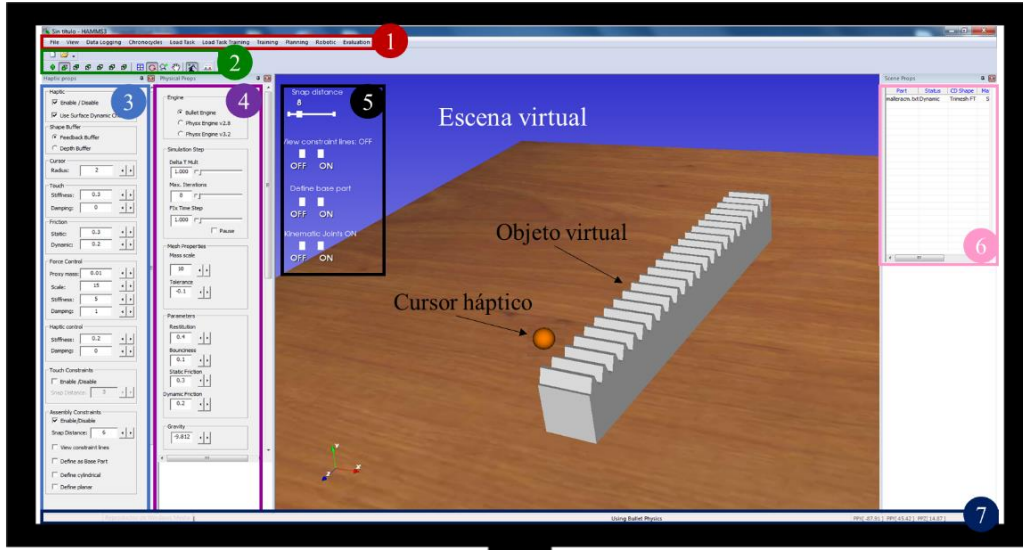 Sin título - HAMMS3
File View Data Logging Chronocycles Load Task Load Task Training Training Planning Robotic Evaluation
1
2
Haptic props
Haptic
Enable / Disable
Use Surface Dynamic
Shape Buffer
Feedback Buffer
Depth Buffer
Cursor
Radius: 2
Touch
Stiffness: 0.3
Damping: 0
Friction
Static: 0.3
Dynamic: 0.2
Force Control
Proxy mass: 0.01
Scale: 15
Stiffness: 5
Damping: 1
Haptic control
Stiffness: 0.2
Damping: 0
Touch Constraints
Enable /Disable
Snap Distance: 3
Assembly Constraints
Enable/Disable
Snap Distance: 6
View constraint lines
Define as Base Part
Define cylindrical
Define planar
3
Physical Props
Engine
Bullet Engine
Physx Engine v2.8
Physx Engine v3.2
Simulation Step
Delta T Mult
1.000
Max. Iterations
0
Fix Time Step
1.000
Pause
Mesh Properties
Mass scale
10
Tolerance
-0.1
Parameters
Restitution
0.4
Bounciness
0.1
Static Friction
0.3
Dynamic Friction
0.2
Gravity
-9.812
4
Snap distance
8
View constraint lines: OFF
OFF ON
Define base part
OFF ON
Kinematic Joints ON
OFF ON
5
Escena virtual
Objeto virtual
Cursor háptico
Y
X
Z
Scene Props
Part Status CD Shape
Dynamic Trimesh FT S
6
Using Bullet Physics
7